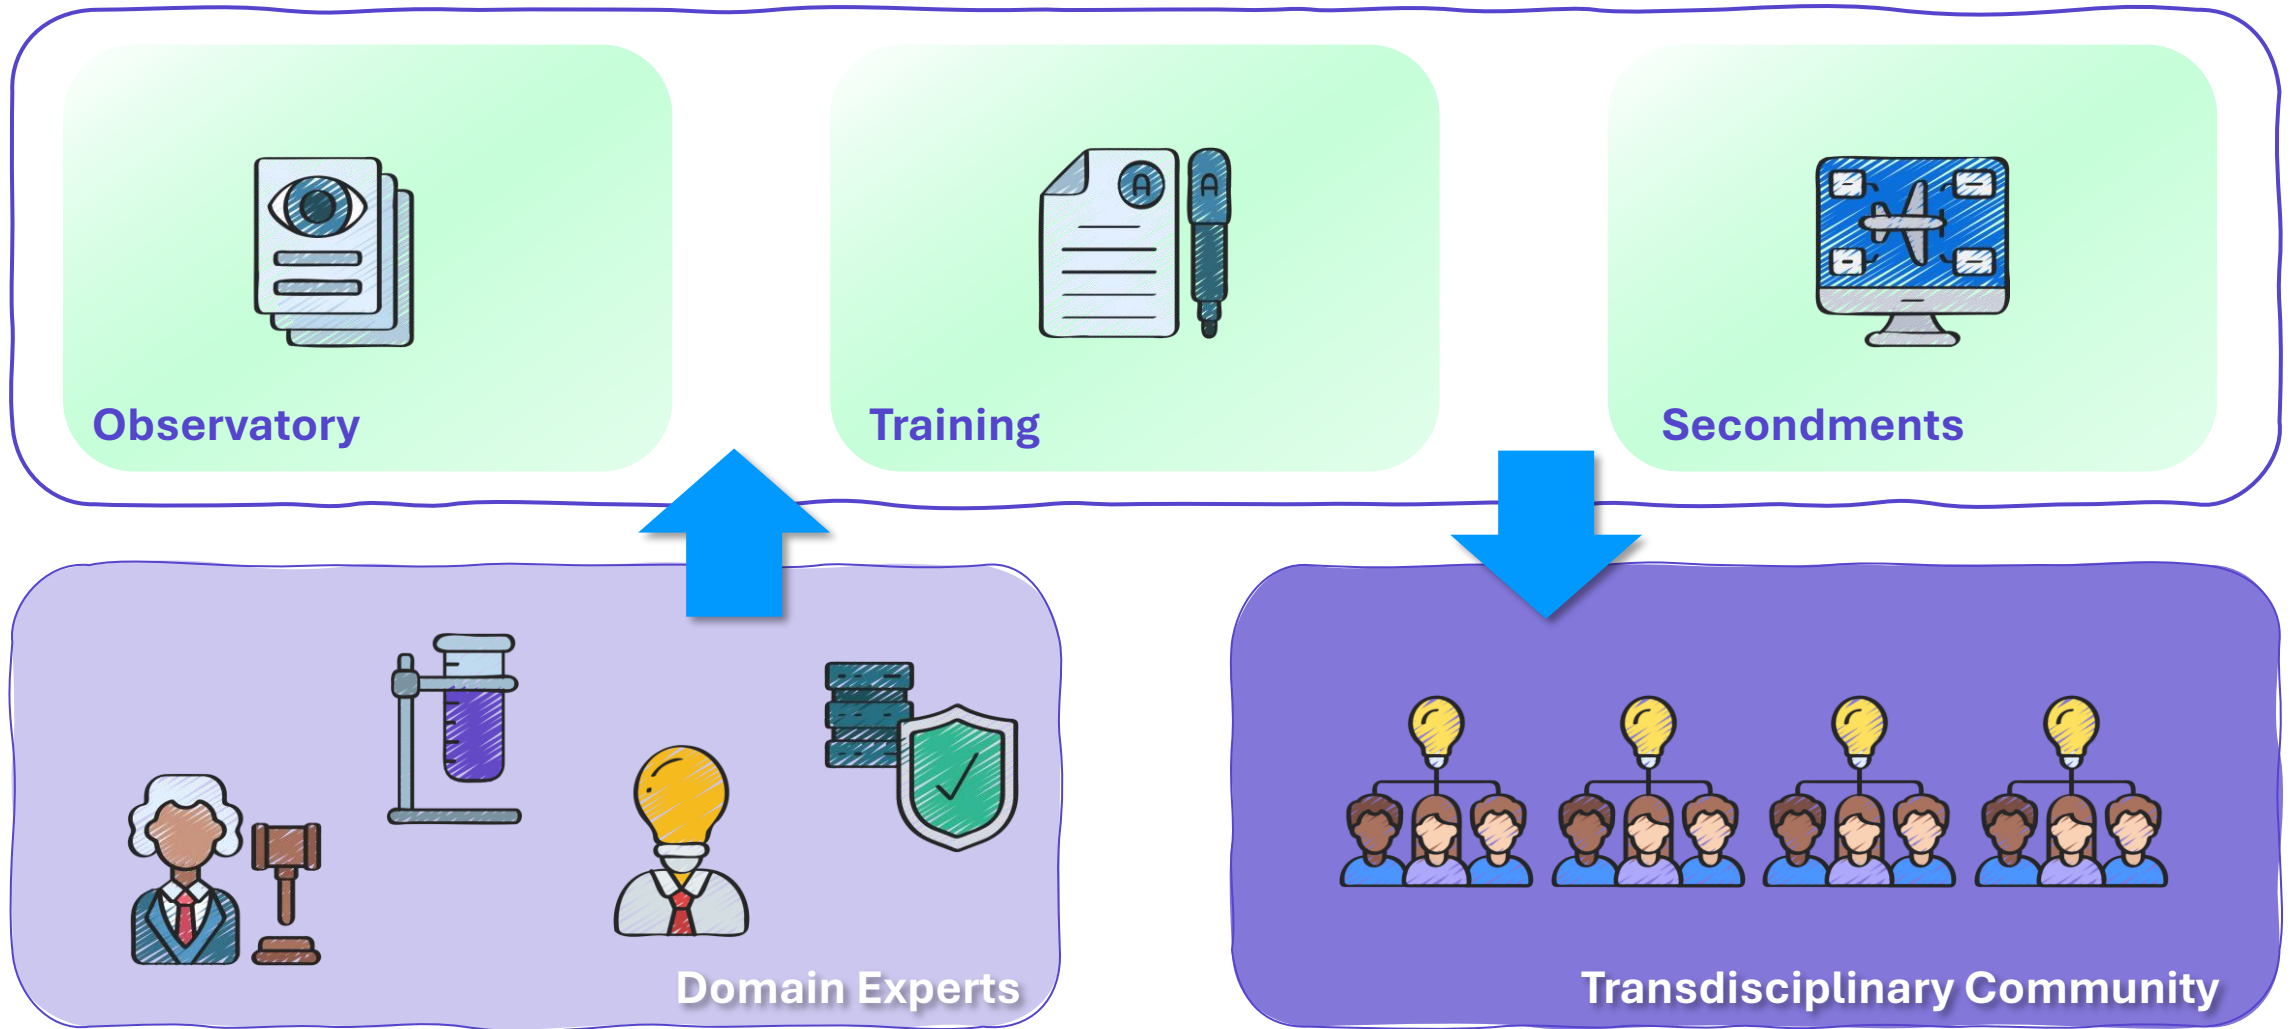 A
A
Observatory
Training
Secondments
Domain Experts
Transdisciplinary Community